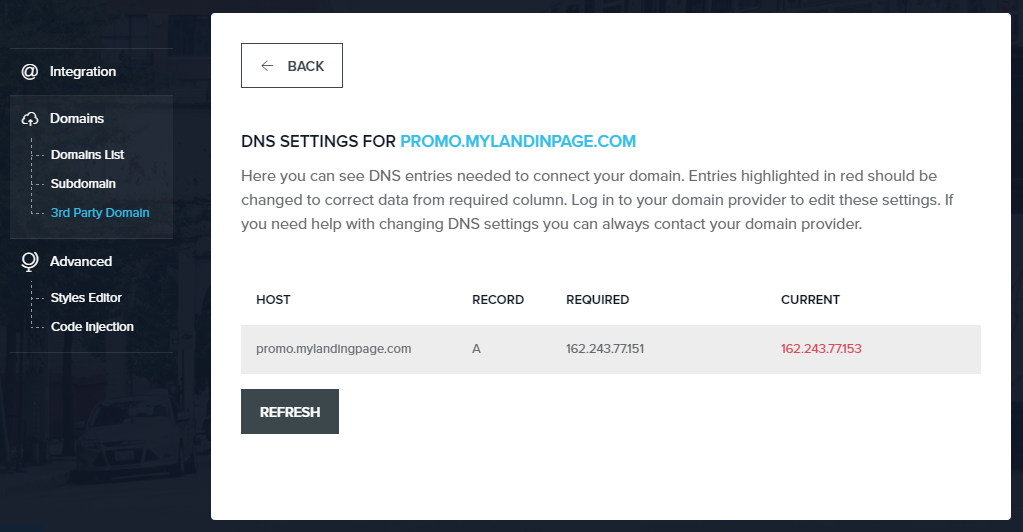 @ Integration
Domains
Domains List
Subdomain
3rd Party Domain
Advanced
Styles Editor
Code Injection
← BACK
DNS SETTINGS FOR PROMO.MYLANDINPAGE.COM
Here you can see DNS entries needed to connect your domain. Entries highlighted in red should be
changed to correct data from required column. Log in to your domain provider to edit these settings. If
you need help with changing DNS settings you can always contact your domain provider.
HOST RECORD REQUIRED CURRENT
promo.mylandingpage.com A 162.243.77.151 162.243.77.153
REFRESH